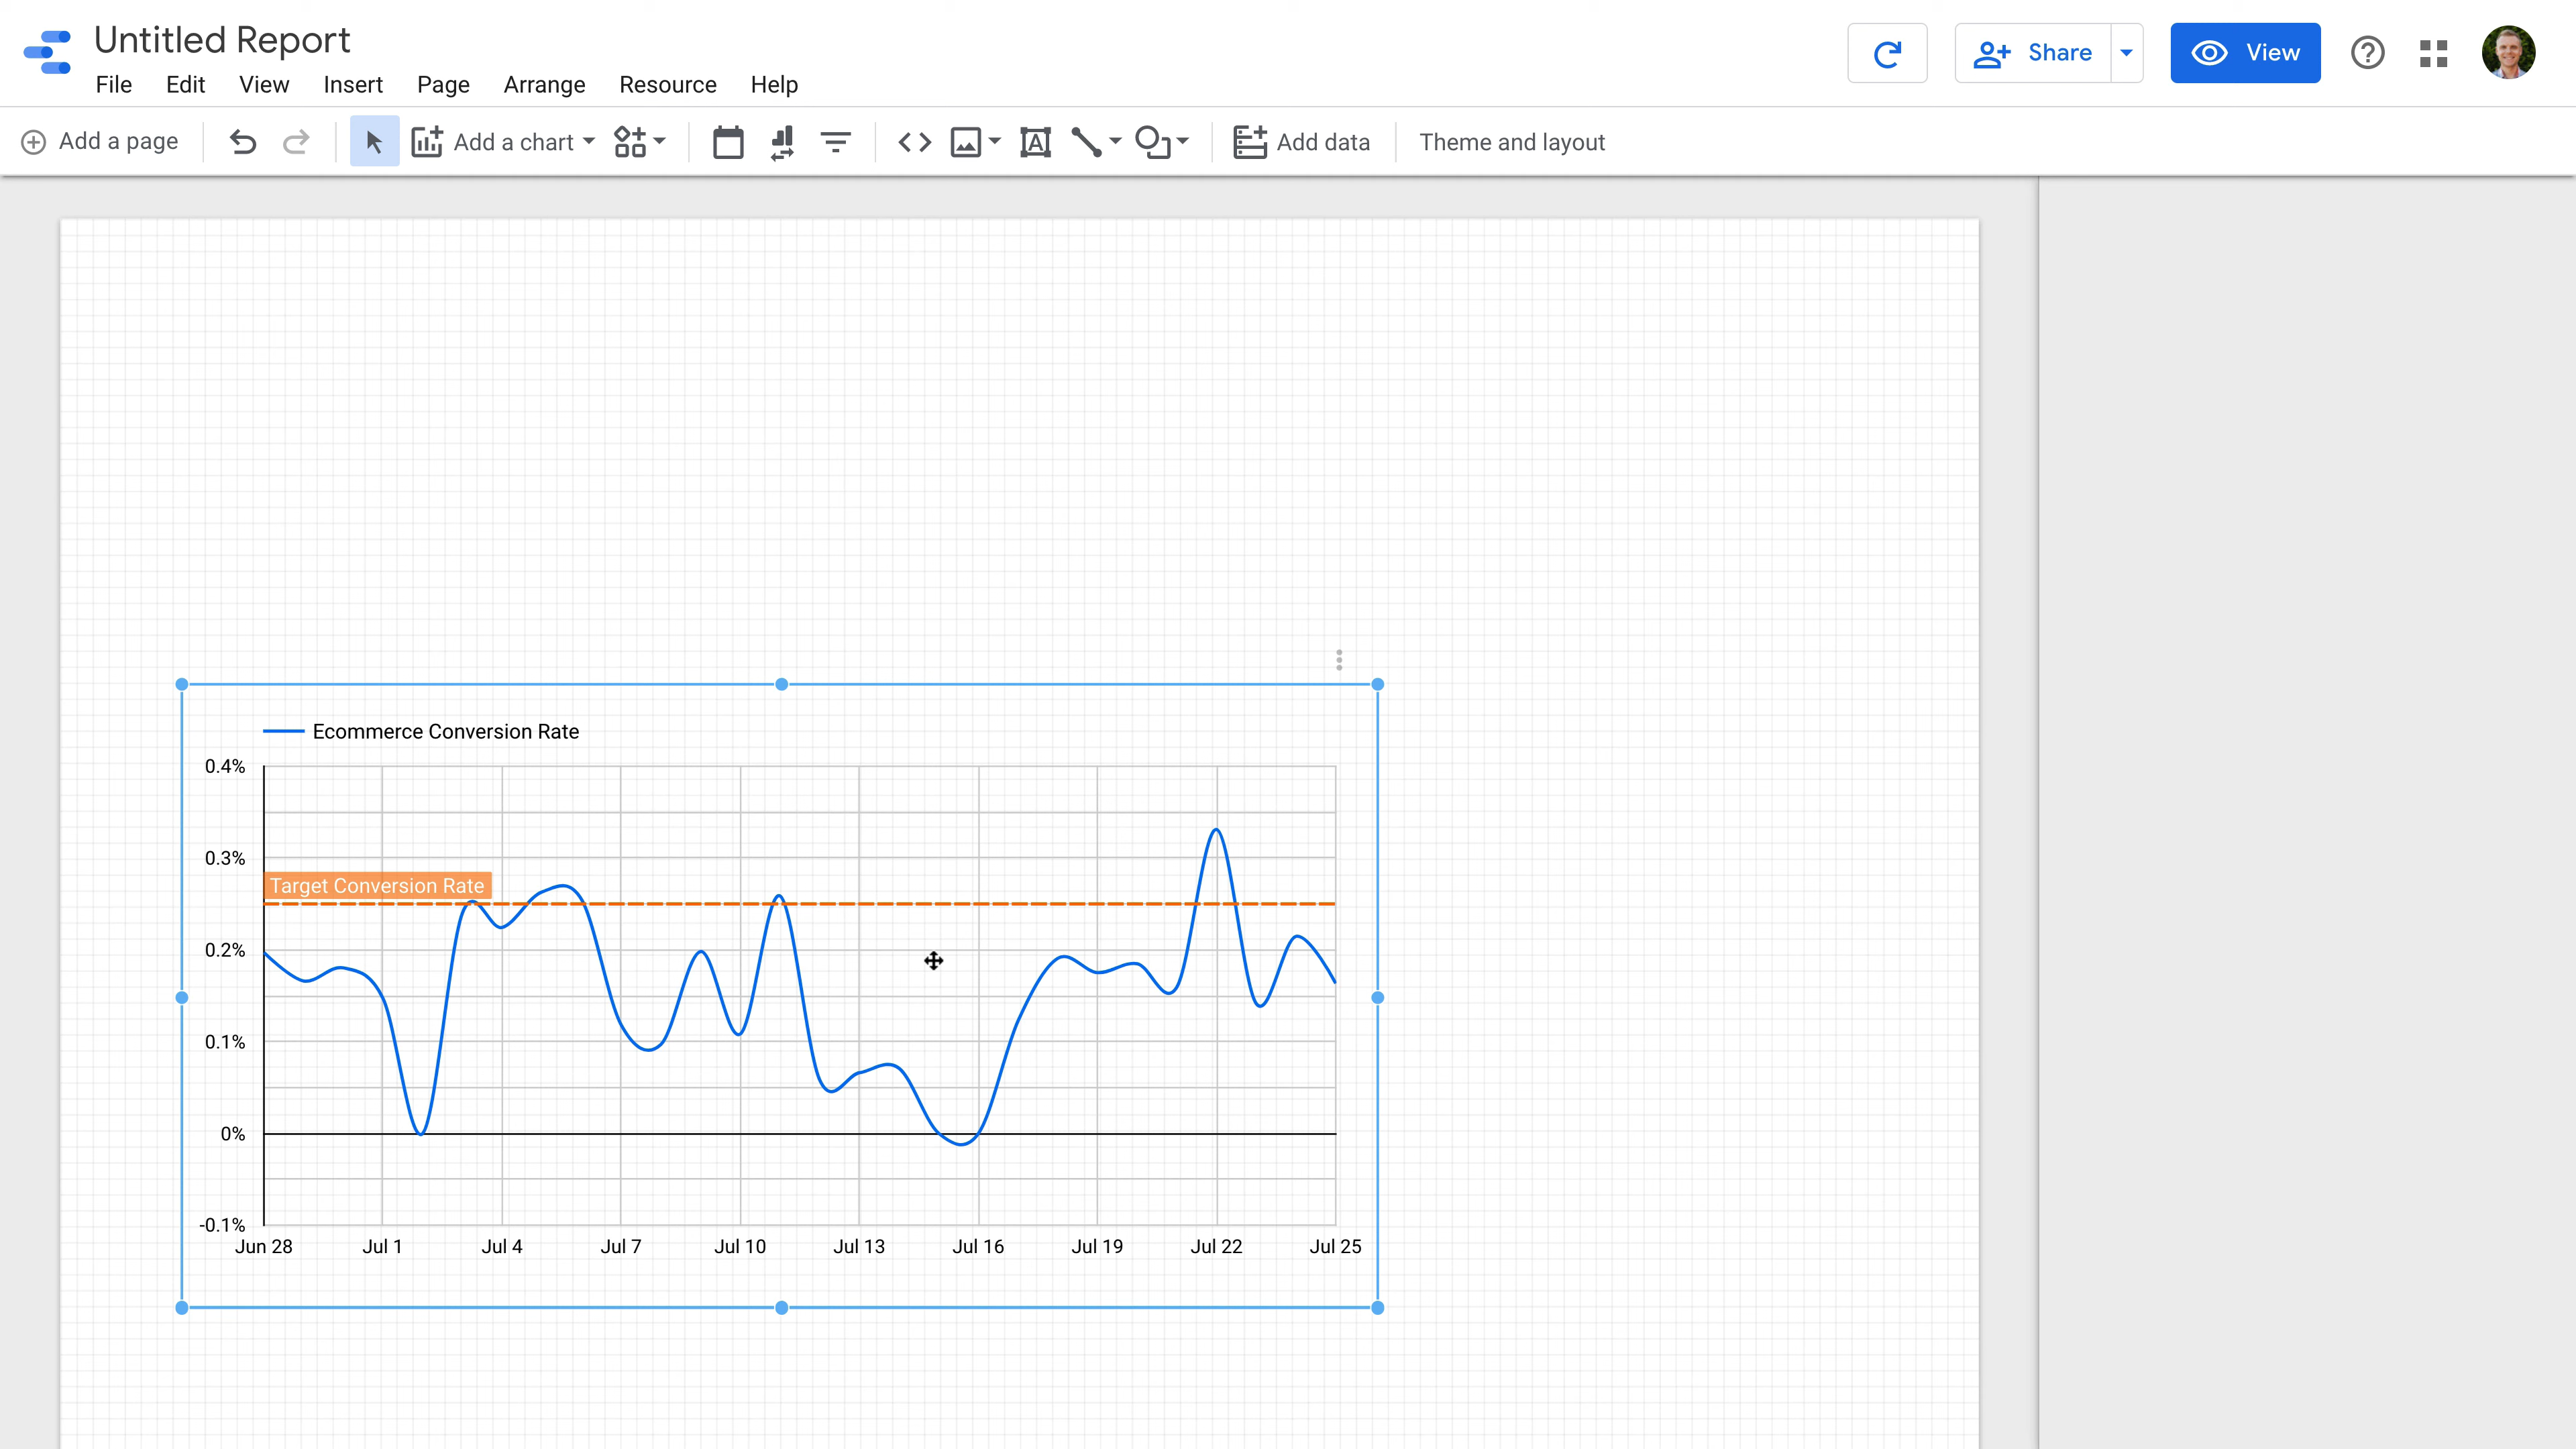 Untitled Report
File Edit View Insert Page Arrange Resource Help
Share
View
Add a page
Add a chart
Add data
Theme and layout
Ecommerce Conversion Rate
0.4%
0.3%
Target Conversion Rate
0.2%
0.1%
0%
-0.1%
Jun 28 Jul 1 Jul 4 Jul 7 Jul 10 Jul 13 Jul 16 Jul 19 Jul 22 Jul 25